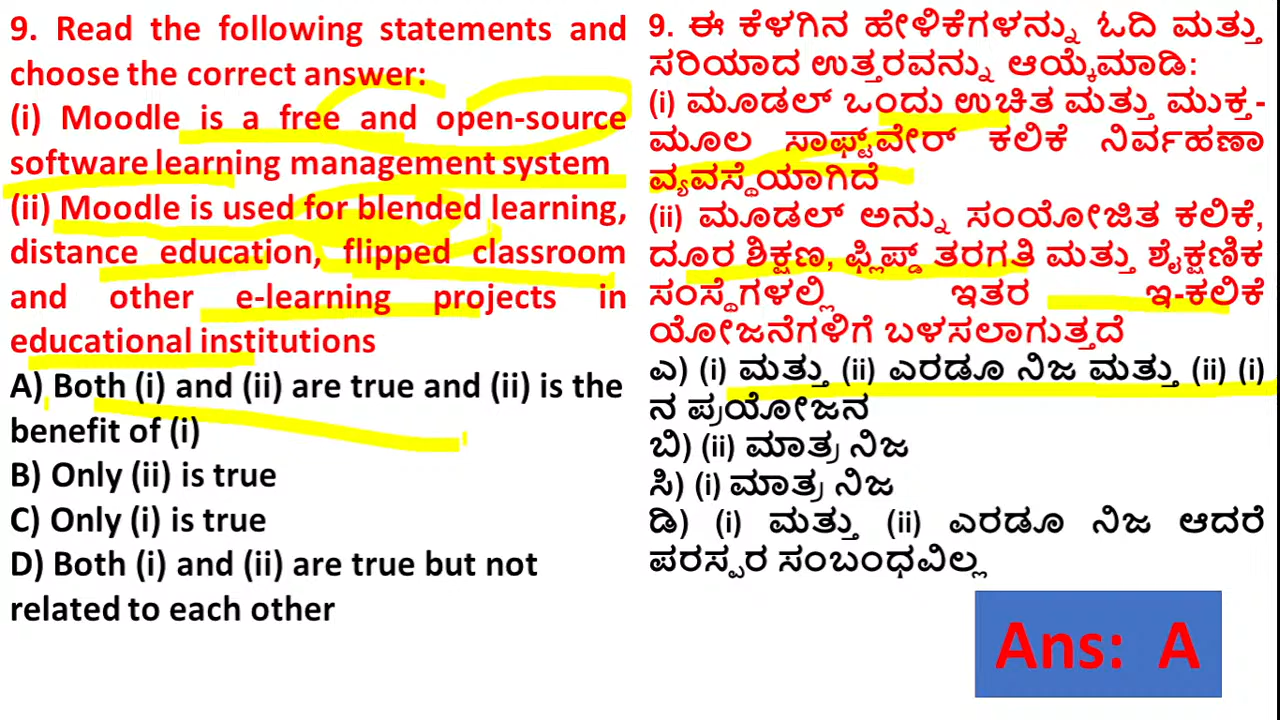 9. Read the following statements and
choose the correct answer:
(i) Moodle is a free and open-source
software learning management system
(ii) Moodle is used for blended learning,
distance education, flipped classroom
and other e-learning projects in
educational institutions
A) Both (i) and (ii) are true and (ii) is the
benefit of (i)
B) Only (ii) is true
C) Only (i) is true
D) Both (i) and (ii) are true but not
related to each other
9. ಈ ಕೆಳಗಿನ ಹೇಳಿಕೆಗಳನ್ನು ಓದಿ ಮತ್ತು
ಸರಿಯಾದ ಉತ್ತರವನ್ನು ಆಯ್ಕೆಮಾಡಿ:
(i) ಮೂಡಲ್ ಒಂದು ಉಚಿತ ಮತ್ತು ಮುಕ್ತ-
ಮೂಲ ಸಾಫ್ಟ್‌ವೇರ್ ಕಲಿಕೆ ನಿರ್ವಹಣಾ
ವ್ಯವಸ್ಥೆಯಾಗಿದೆ
(ii) ಮೂಡಲ್ ಅನ್ನು ಸಂಯೋಜಿತ ಕಲಿಕೆ,
ದೂರ ಶಿಕ್ಷಣ, ಫ್ಲಿಪ್ಡ್ ತರಗತಿ ಮತ್ತು ಶೈಕ್ಷಣಿಕ
ಸಂಸ್ಥೆಗಳಲ್ಲಿ ಇತರ ಇ-ಕಲಿಕೆ
ಯೋಜನೆಗಳಿಗೆ ಬಳಸಲಾಗುತ್ತದೆ
ಎ) (i) ಮತ್ತು (ii) ಎರಡೂ ನಿಜ ಮತ್ತು (ii) (i)
ನ ಪ್ರಯೋಜನ
ಬಿ) (ii) ಮಾತ್ರ ನಿಜ
ಸಿ) (i) ಮಾತ್ರ ನಿಜ
ಡಿ) (i) ಮತ್ತು (ii) ಎರಡೂ ನಿಜ ಆದರೆ
ಪರಸ್ಪರ ಸಂಬಂಧವಿಲ್ಲ
Ans: A